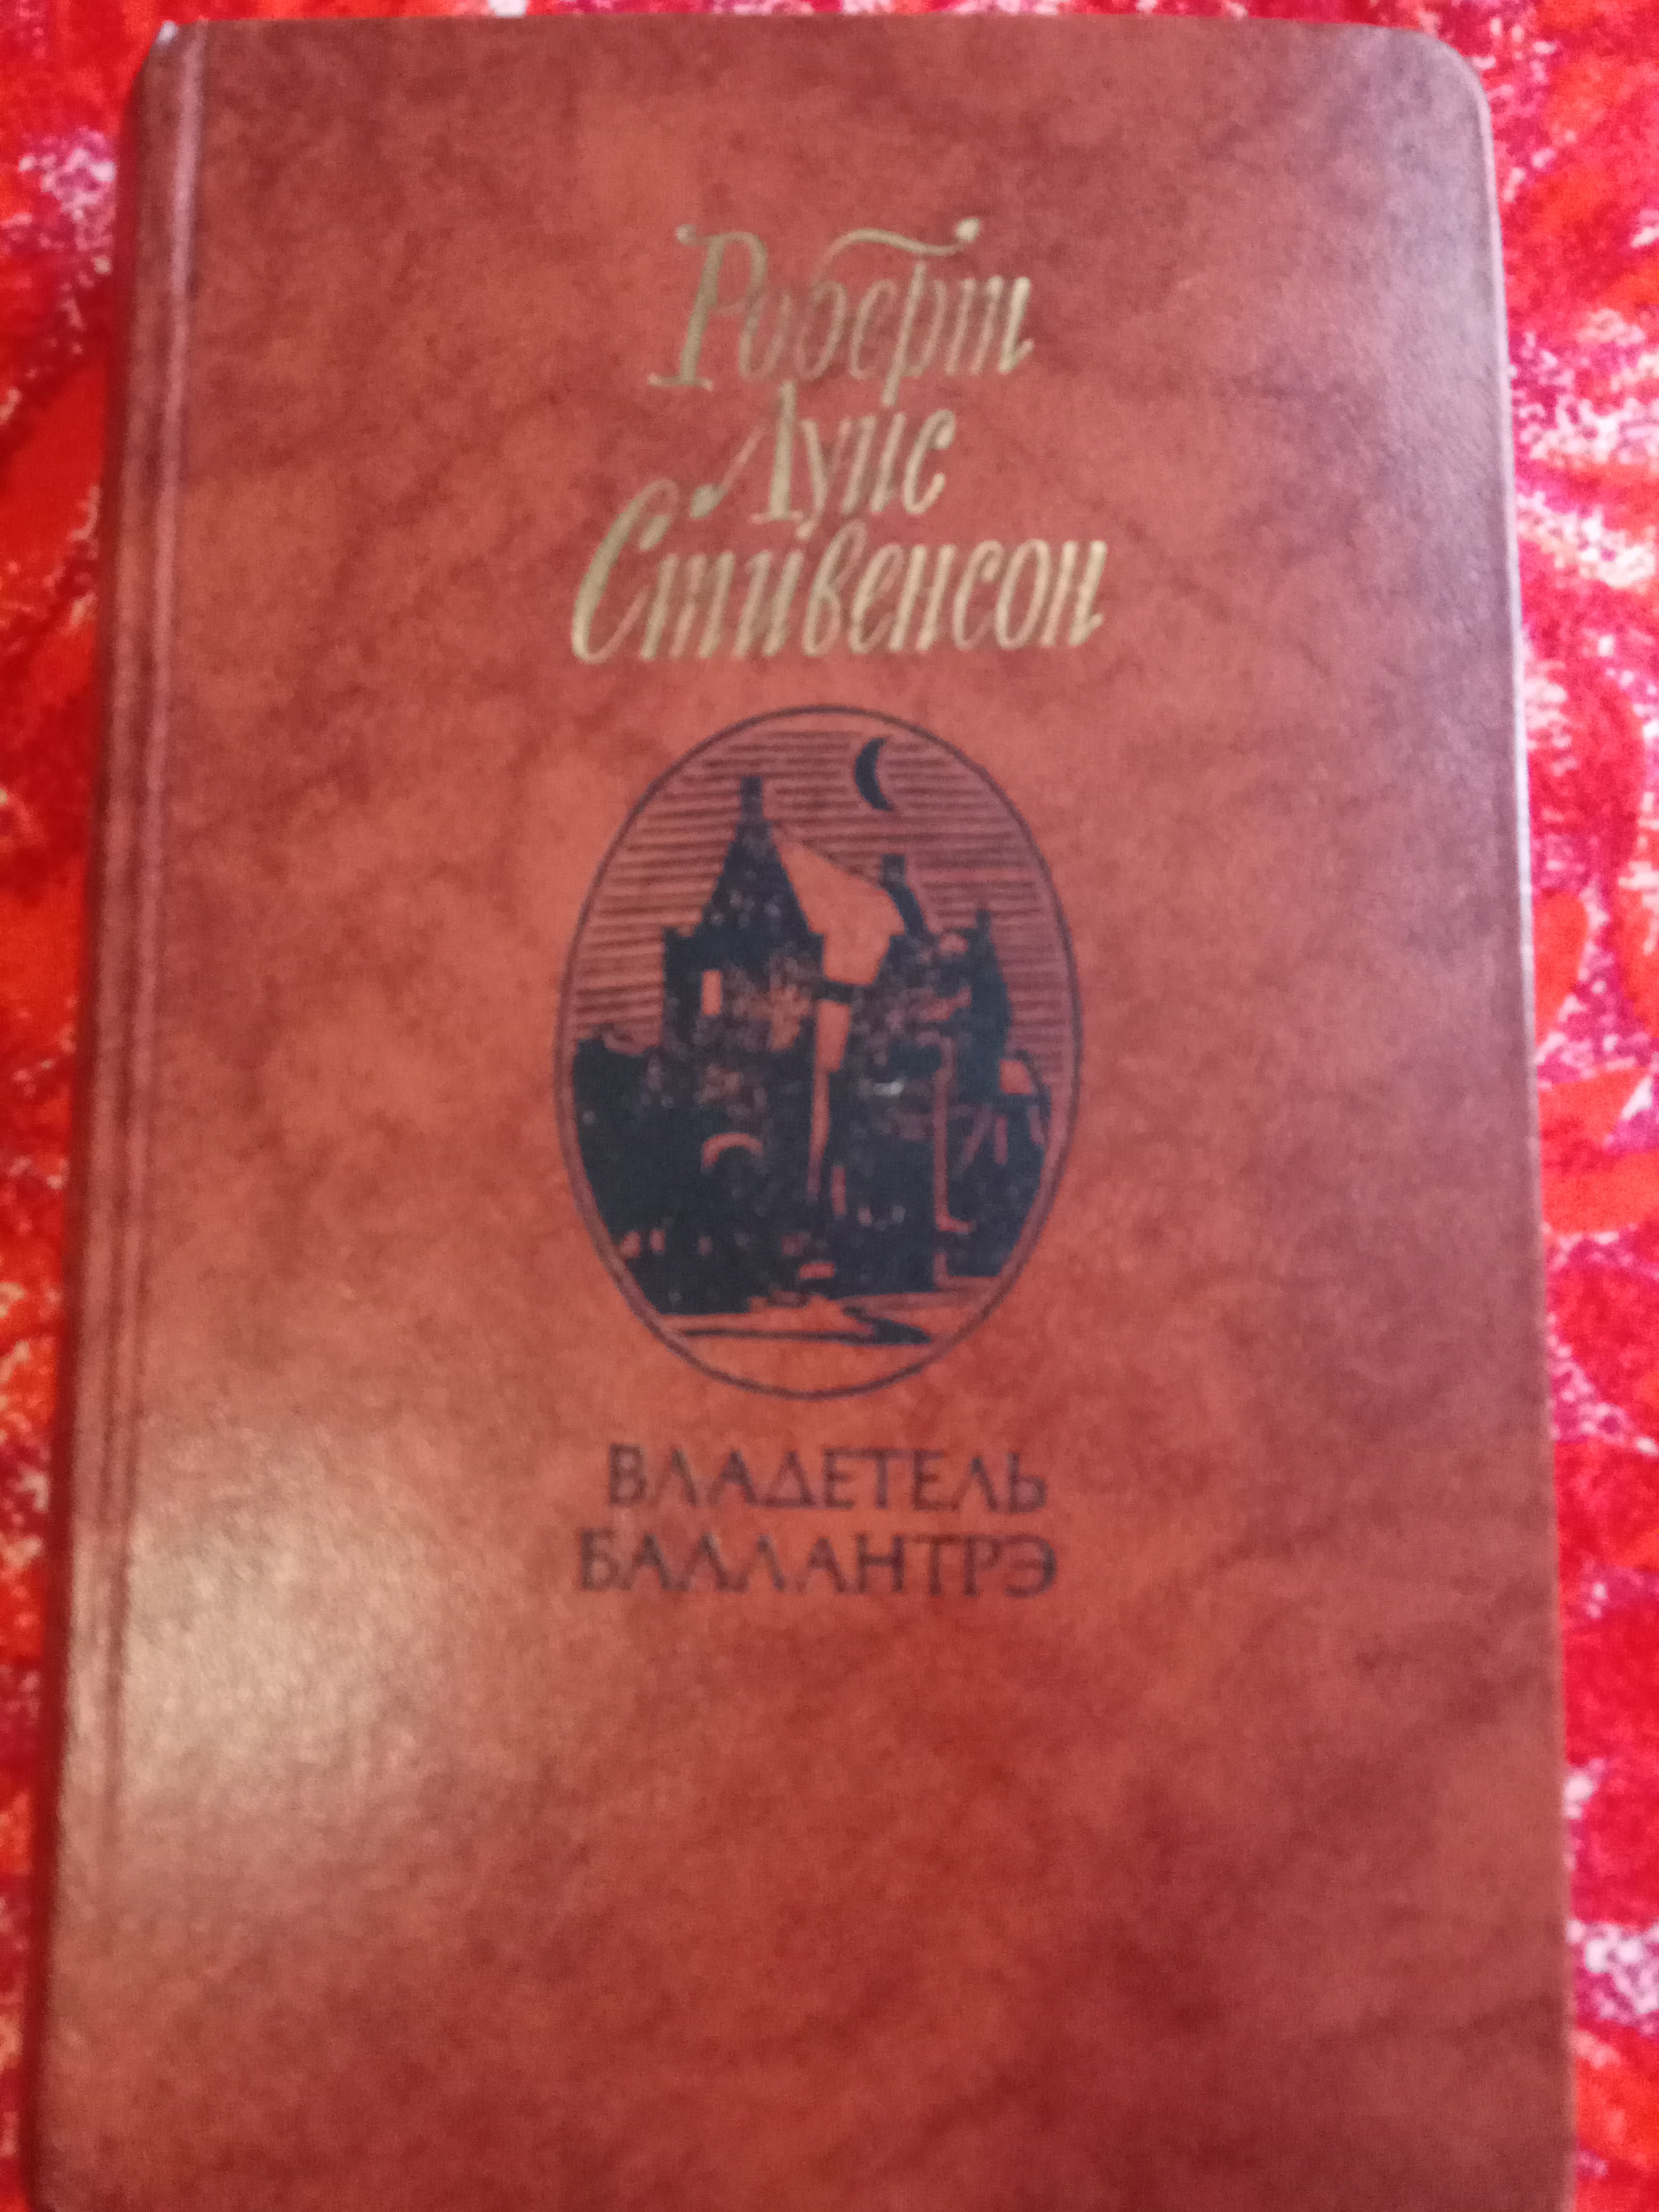 Роберт
Луис
Стивенсон
ВЛАДЕТЕЛЬ
БАЛЛАНТРЭ